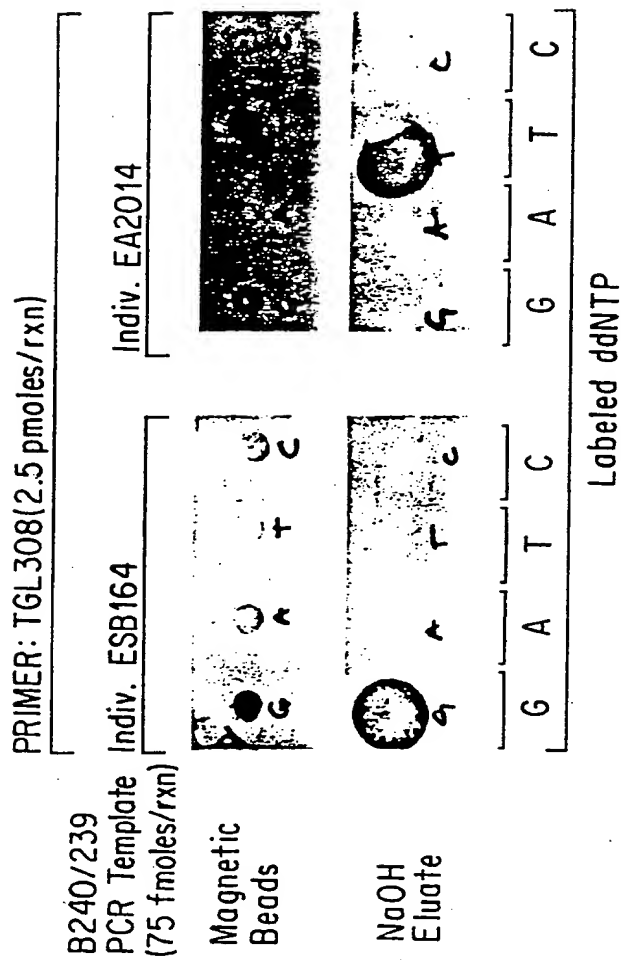 PRIMER: TGL308(2.5 pmoles/rxn)
B240/239
PCR Template
(75 fmoles/rxn)
Indiv. ESB164
Indiv. EA2014
Magnetic
Beads
G A T C
NaOH
Eluate
G A T C
G A T C
G A T C
G A T C
Labeled ddNTP